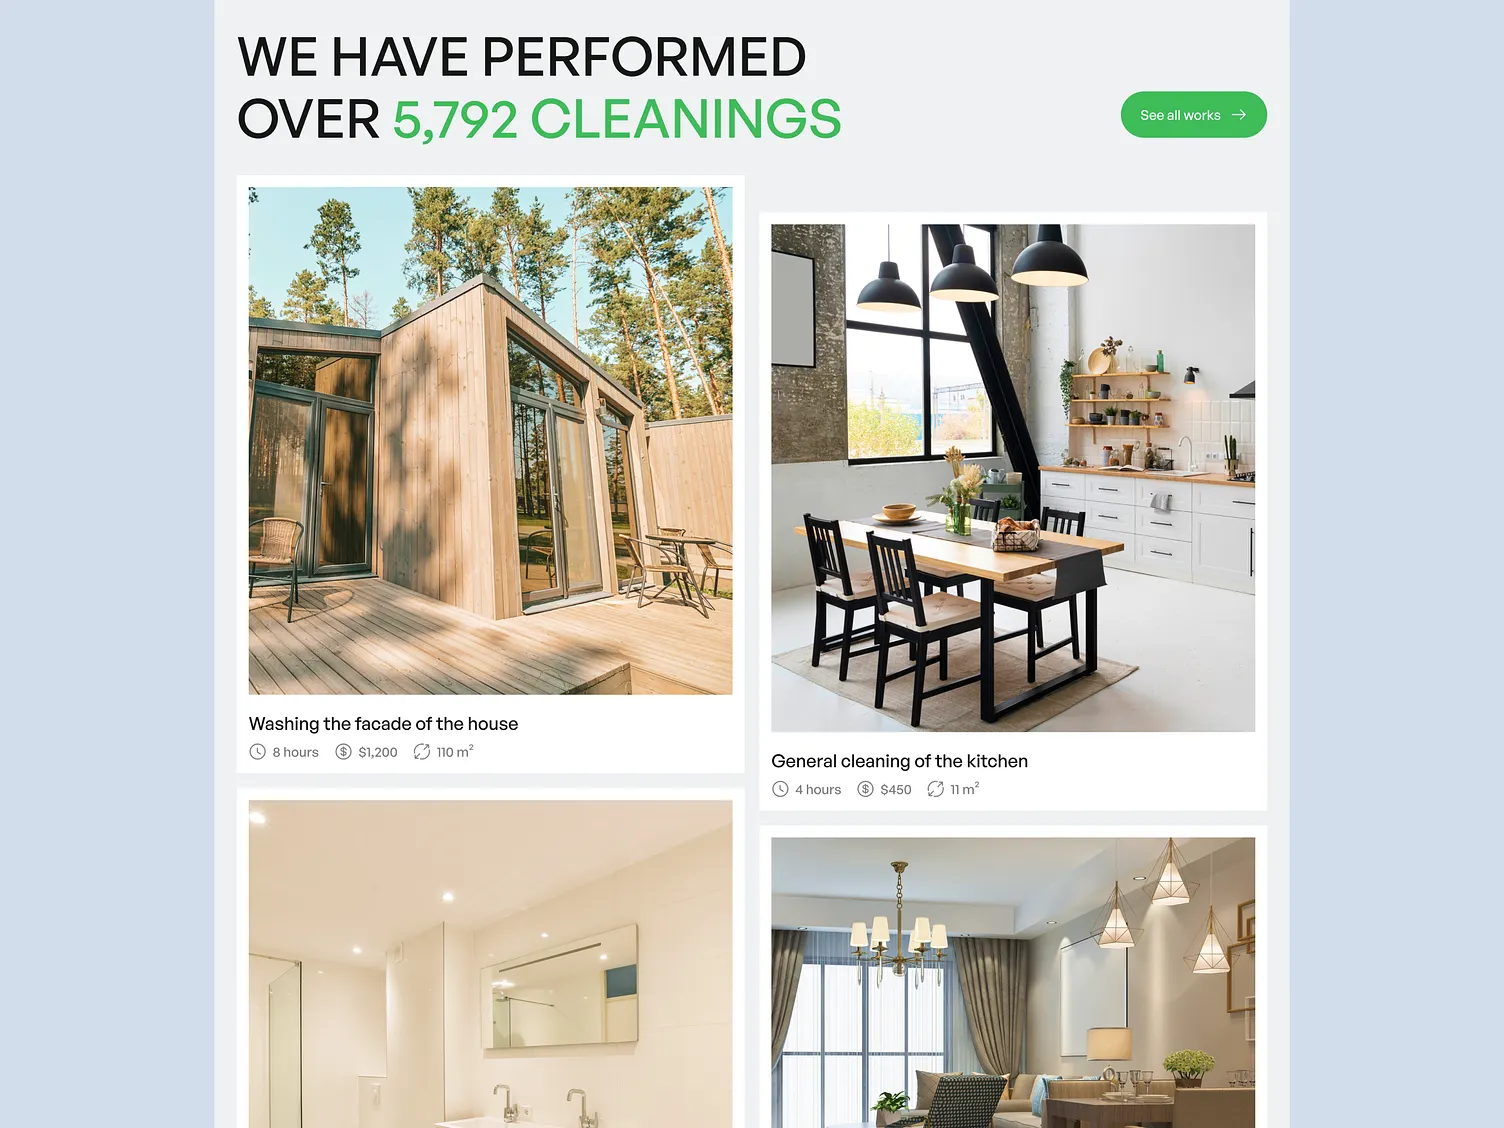 WE HAVE PERFORMED
OVER 5,792 CLEANINGS
See all works
Washing the facade of the house
8 hours $1,200 110 m²
General cleaning of the kitchen
4 hours $450 11 m²